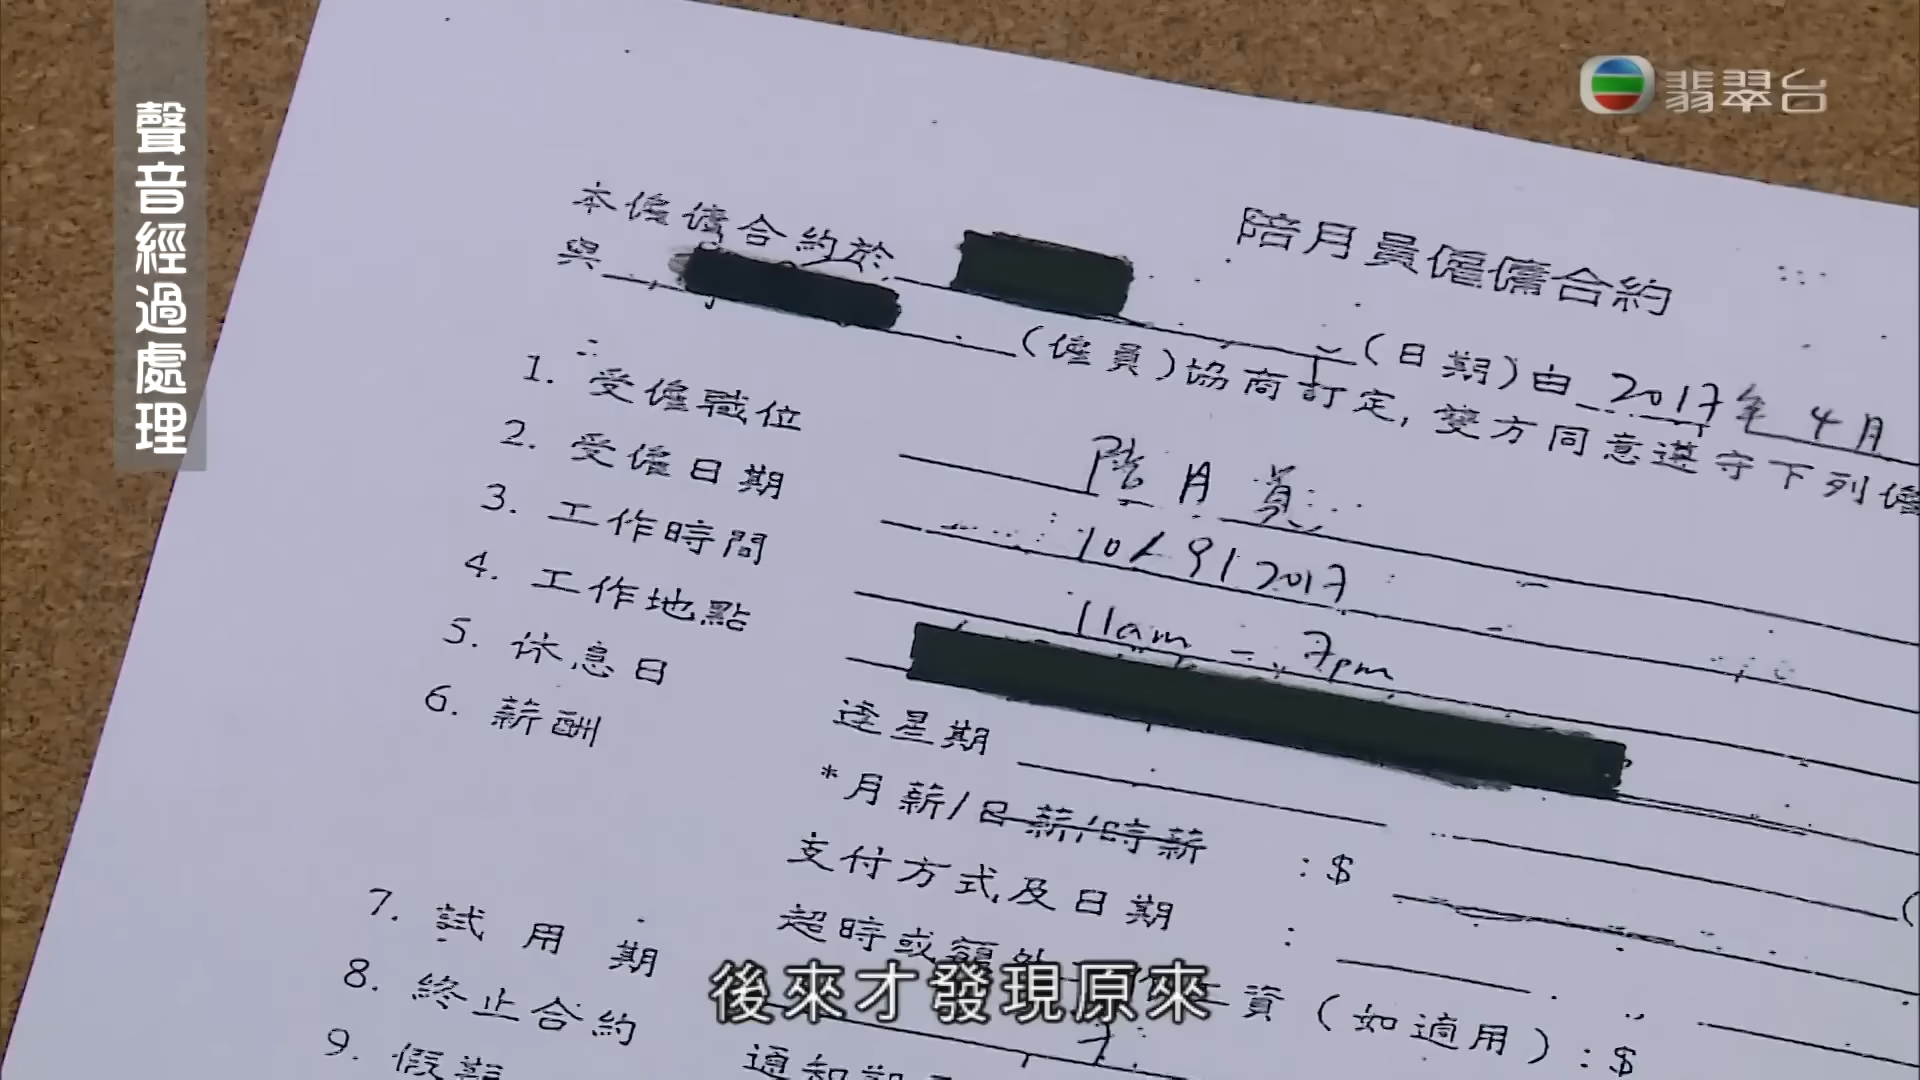 翡翠台
聲音經過處理
陪月員僱傭合約
本僱傭合約於 (日期)由 2017年 4月
與 (僱員)協商訂定, 雙方同意遵守下列僱
1. 受僱職位 陪月員
2. 受僱日期 10/9/2017
3. 工作時間 11am - 7pm
4. 工作地點
5. 休息日 逢星期
6. 薪酬 *月薪/日薪/時薪 : $
支付方式及日期 :
超時或額外 資 (如適用) : $
7. 試用期
8. 終止合約
9. 假期
後來才發現原來